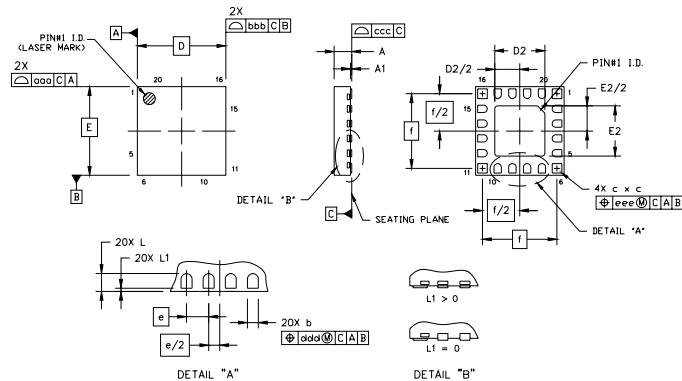 2X
⌓ bbb C B
A
D
PIN#1 I.D.
(LASER MARK)
2X
⌓ aaa C A
20 16
1 15
E
5 11
6 10
B
⌓ ccc C
A
A1
DETAIL "B"
C
SEATING PLANE
D2
D2/2
PIN#1 I.D.
16 20
15 1
E2/2
f/2
f
E2
11 5
10 6
4X c x c
⌖ eee Ⓜ C A B
f/2
DETAIL "A"
f
20X L
20X L1
e
e/2
20X b
⌖ ddd Ⓜ C A B
DETAIL "A"
L1 > 0
L1 = 0
DETAIL "B"